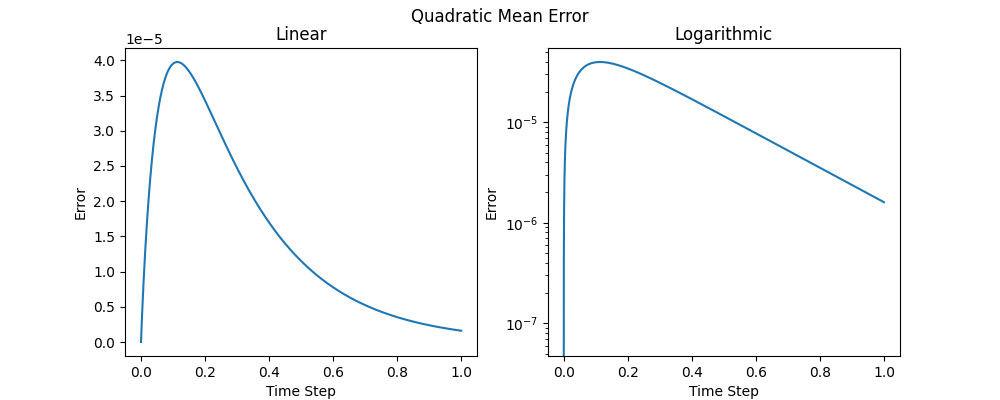 Quadratic Mean Error
Linear
1e−5
4.0
3.5
3.0
2.5
2.0
1.5
1.0
0.5
0.0
Error
0.0 0.2 0.4 0.6 0.8 1.0
Time Step
Logarithmic
10⁻⁵
10⁻⁶
10⁻⁷
Error
0.0 0.2 0.4 0.6 0.8 1.0
Time Step